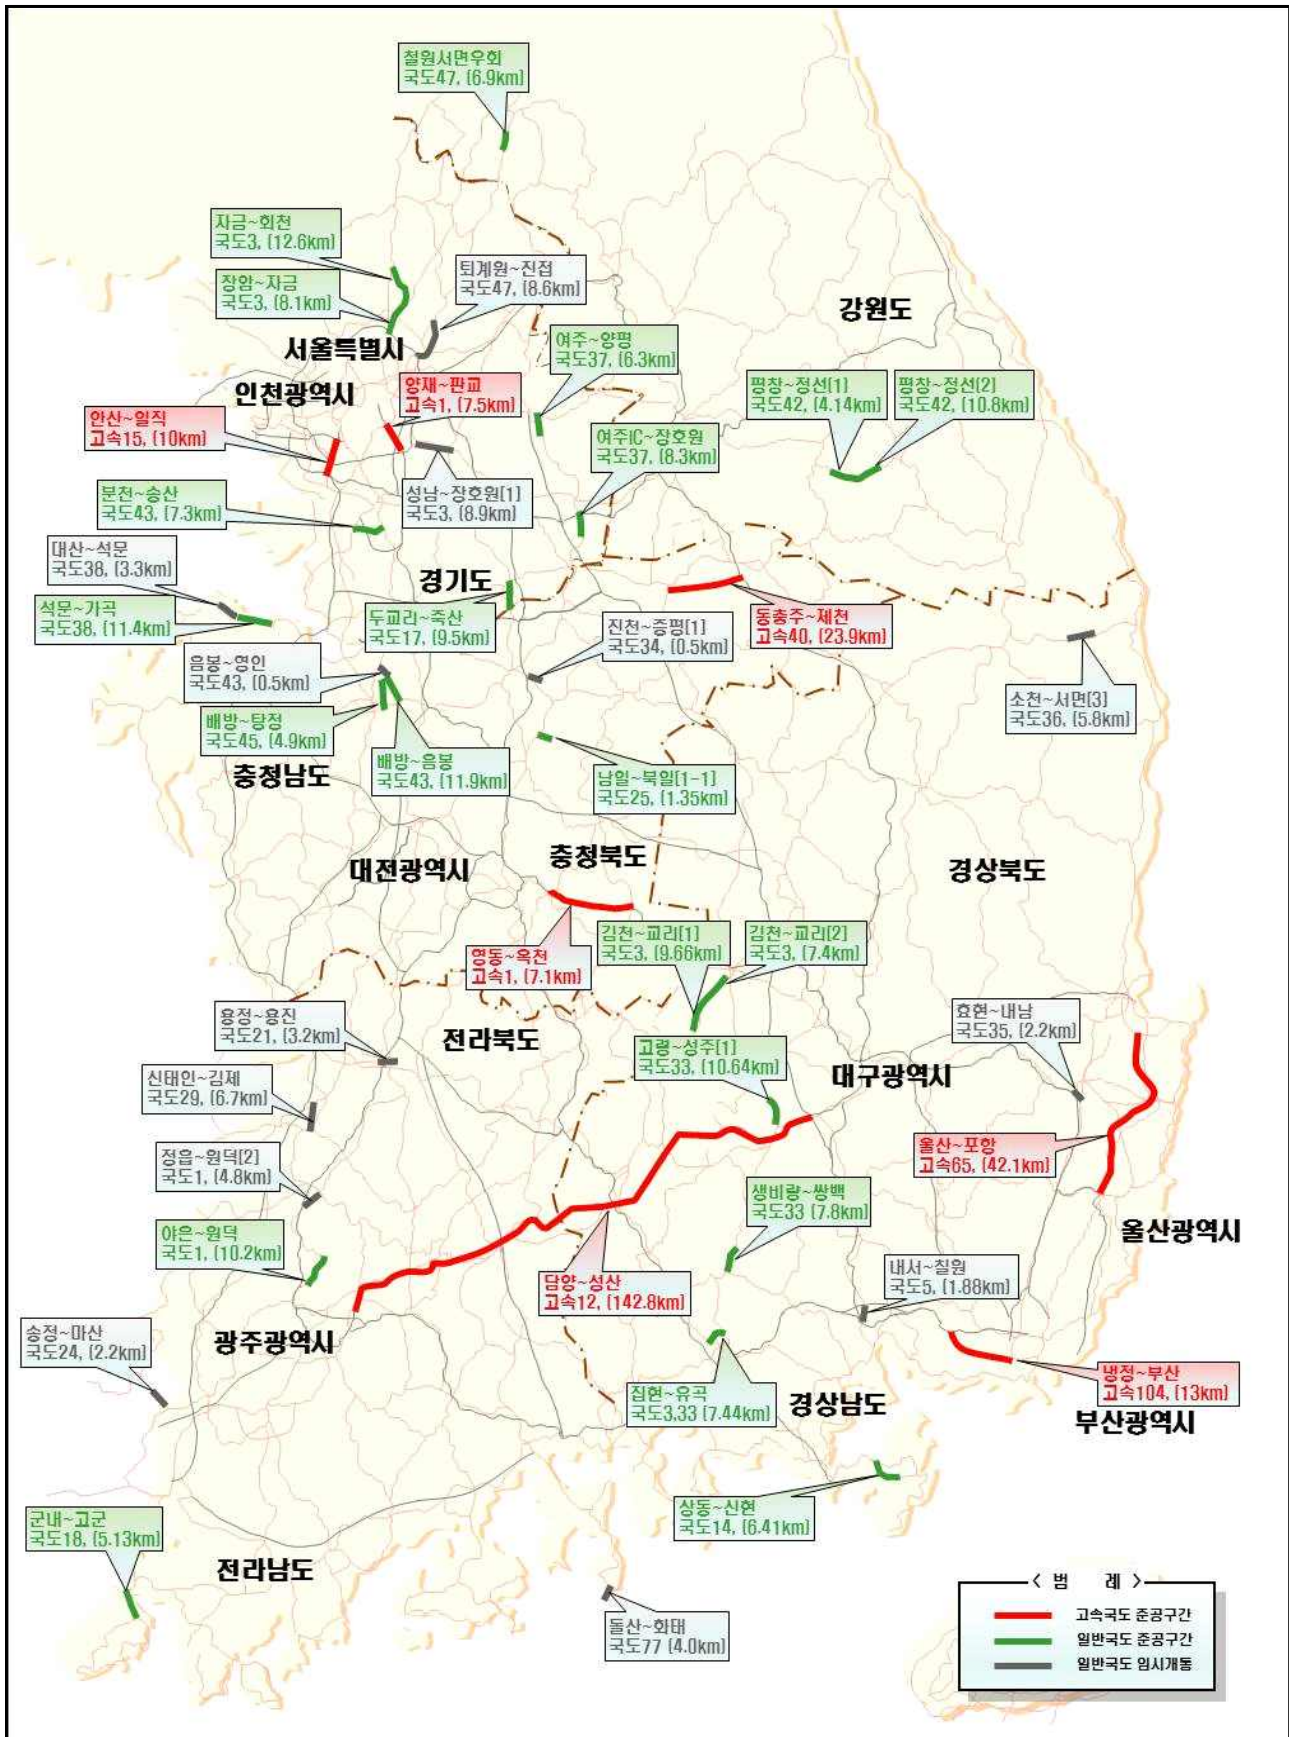 철원서면우회
국도47, (6.9km)
자금~회천
국도3, (12.6km)
장암~자금
국도3, (8.1km)
퇴계원~진접
국도47, (8.6km)
강원도
서울특별시
여주~양평
국도37, (6.3km)
인천광역시
양재~판교
고속1, (7.5km)
평창~정선[1]
국도42, (4.14km)
평창~정선[2]
국도42, (10.8km)
안산~일직
고속15, (10km)
여주IC~장호원
국도37, (8.3km)
분천~송산
국도43, (7.3km)
성남~장호원[1]
국도3, (8.9km)
대산~석문
국도38, (3.3km)
경기도
석문~가곡
국도38, (11.4km)
두교리~죽산
국도17, (9.5km)
진천~증평[1]
국도34, (0.5km)
동충주~제천
고속40, (23.9km)
음봉~영인
국도43, (0.5km)
소천~서면[3]
국도36, (5.8km)
배방~탕정
국도45, (4.9km)
배방~음봉
국도43, (11.9km)
남일~북일[1-1]
국도25, (1.35km)
충청남도
대전광역시
충청북도
경상북도
영동~옥천
고속1, (7.1km)
김천~교리[1]
국도3, (9.66km)
김천~교리[2]
국도3, (7.4km)
용정~용진
국도21, (3.2km)
전라북도
효현~내남
국도35, (2.2km)
고령~성주[1]
국도33, (10.64km)
대구광역시
신태인~김제
국도29, (6.7km)
정읍~원덕[2]
국도1, (4.8km)
울산~포항
고속65, (42.1km)
생비량~쌍백
국도33 (7.8km)
야은~원덕
국도1, (10.2km)
울산광역시
담양~성산
고속12, (142.8km)
내서~칠원
국도5, (1.88km)
송정~마산
국도24, (2.2km)
광주광역시
집현~유곡
국도3,33 (7.44km)
경상남도
냉정~부산
고속104, (13km)
부산광역시
군내~고군
국도18, (5.13km)
상동~신현
국도14, (6.41km)
전라남도
돌산~화태
국도77 (4.0km)
< 범 례 >
고속국도 준공구간
일반국도 준공구간
일반국도 임시개통